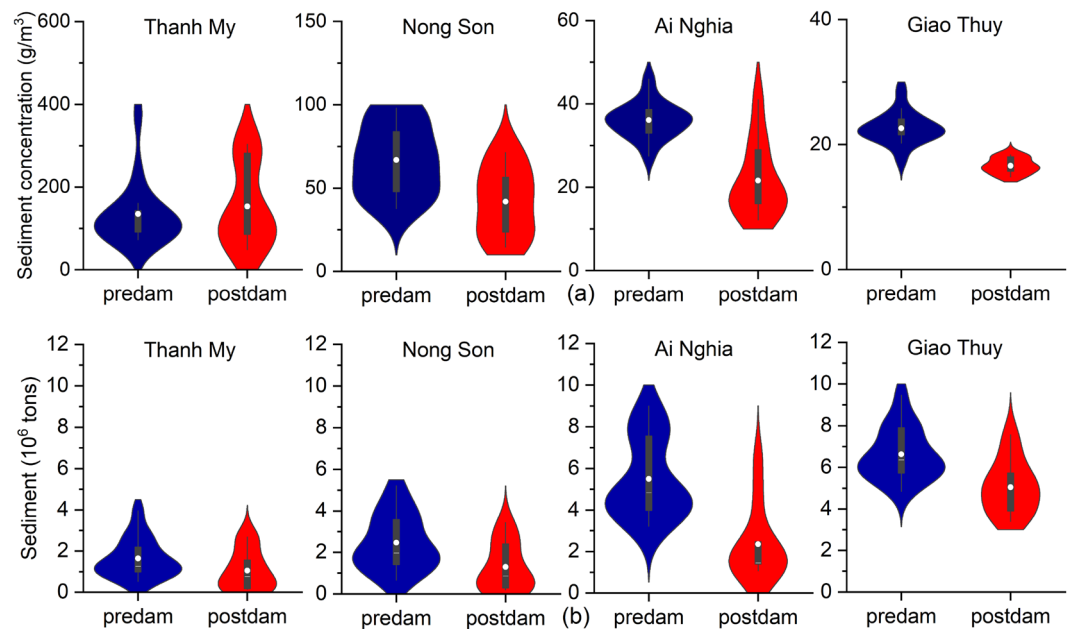 Sediment concentration (g/m³)
Thanh My
600
400
200
0
predam postdam
Nong Son
150
100
50
0
predam postdam
Ai Nghia
60
40
20
0
predam postdam
Giao Thuy
40
20
0
predam postdam
(a)
Sediment (10⁶ tons)
Thanh My
12
10
8
6
4
2
0
predam postdam
Nong Son
12
10
8
6
4
2
0
predam postdam
Ai Nghia
12
10
8
6
4
2
0
predam postdam
Giao Thuy
12
10
8
6
4
2
0
predam postdam
(b)